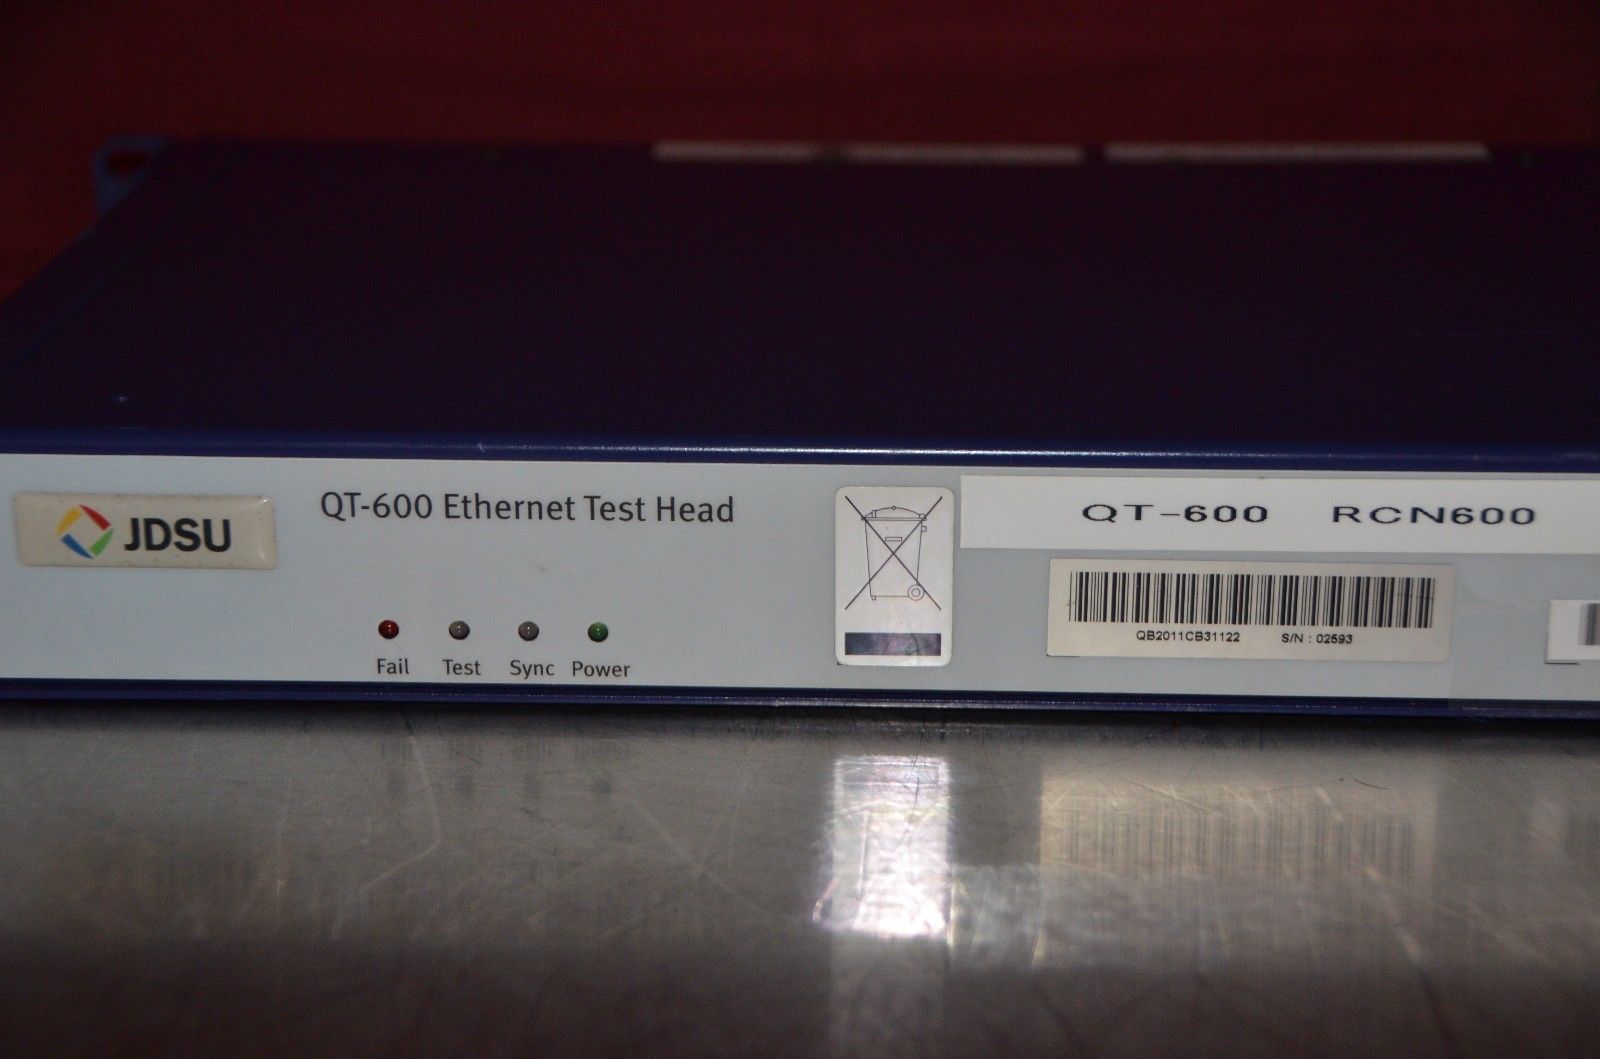 JDSU
QT-600 Ethernet Test Head
Fail Test Sync Power
QT-600 RCN600
QB2011CB31122 S/N : 02593